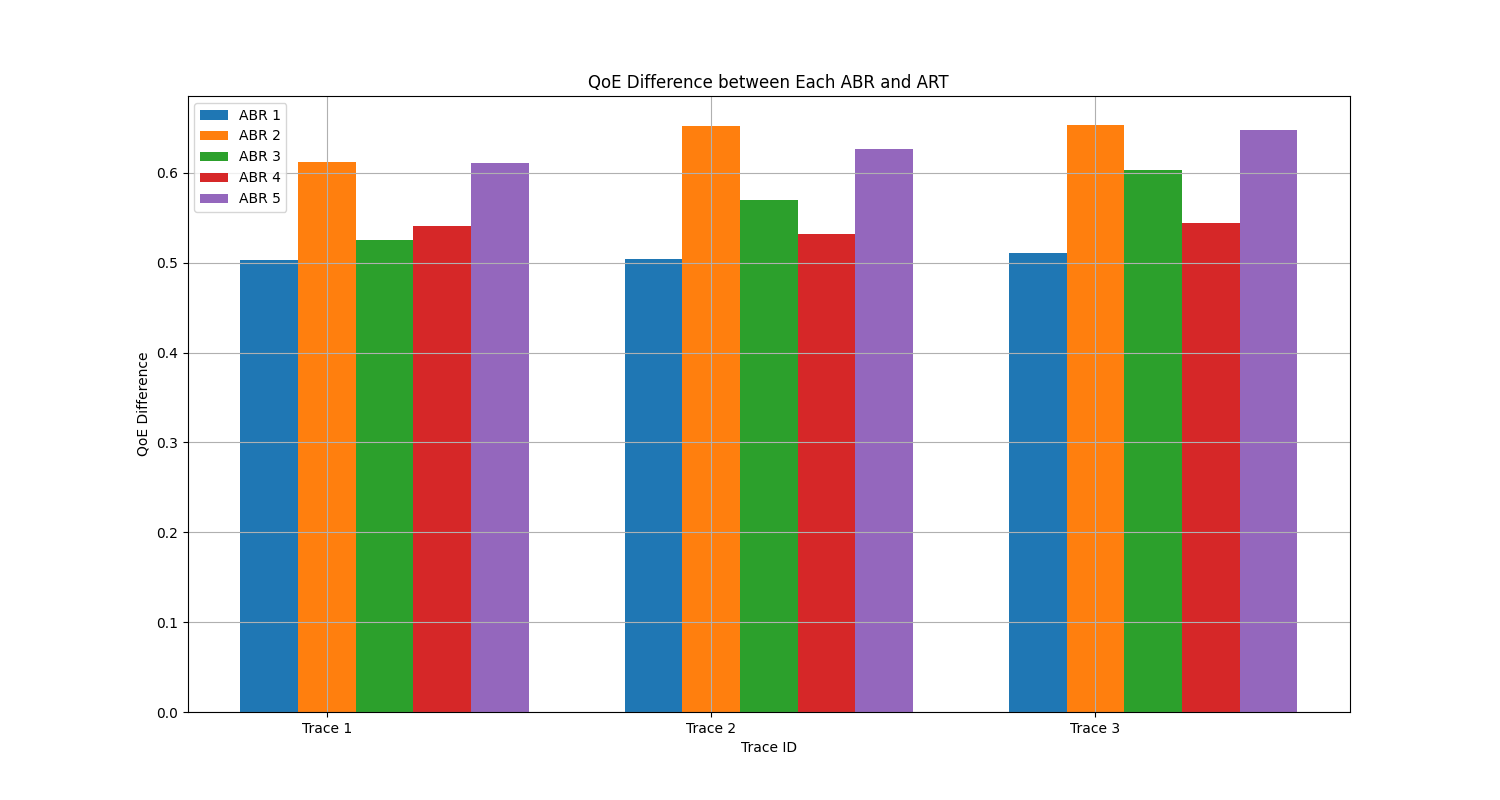 QoE Difference between Each ABR and ART
ABR 1
ABR 2
ABR 3
ABR 4
ABR 5
0.6
0.5
0.4
0.3
0.2
0.1
0.0
QoE Difference
Trace 1
Trace 2
Trace 3
Trace ID